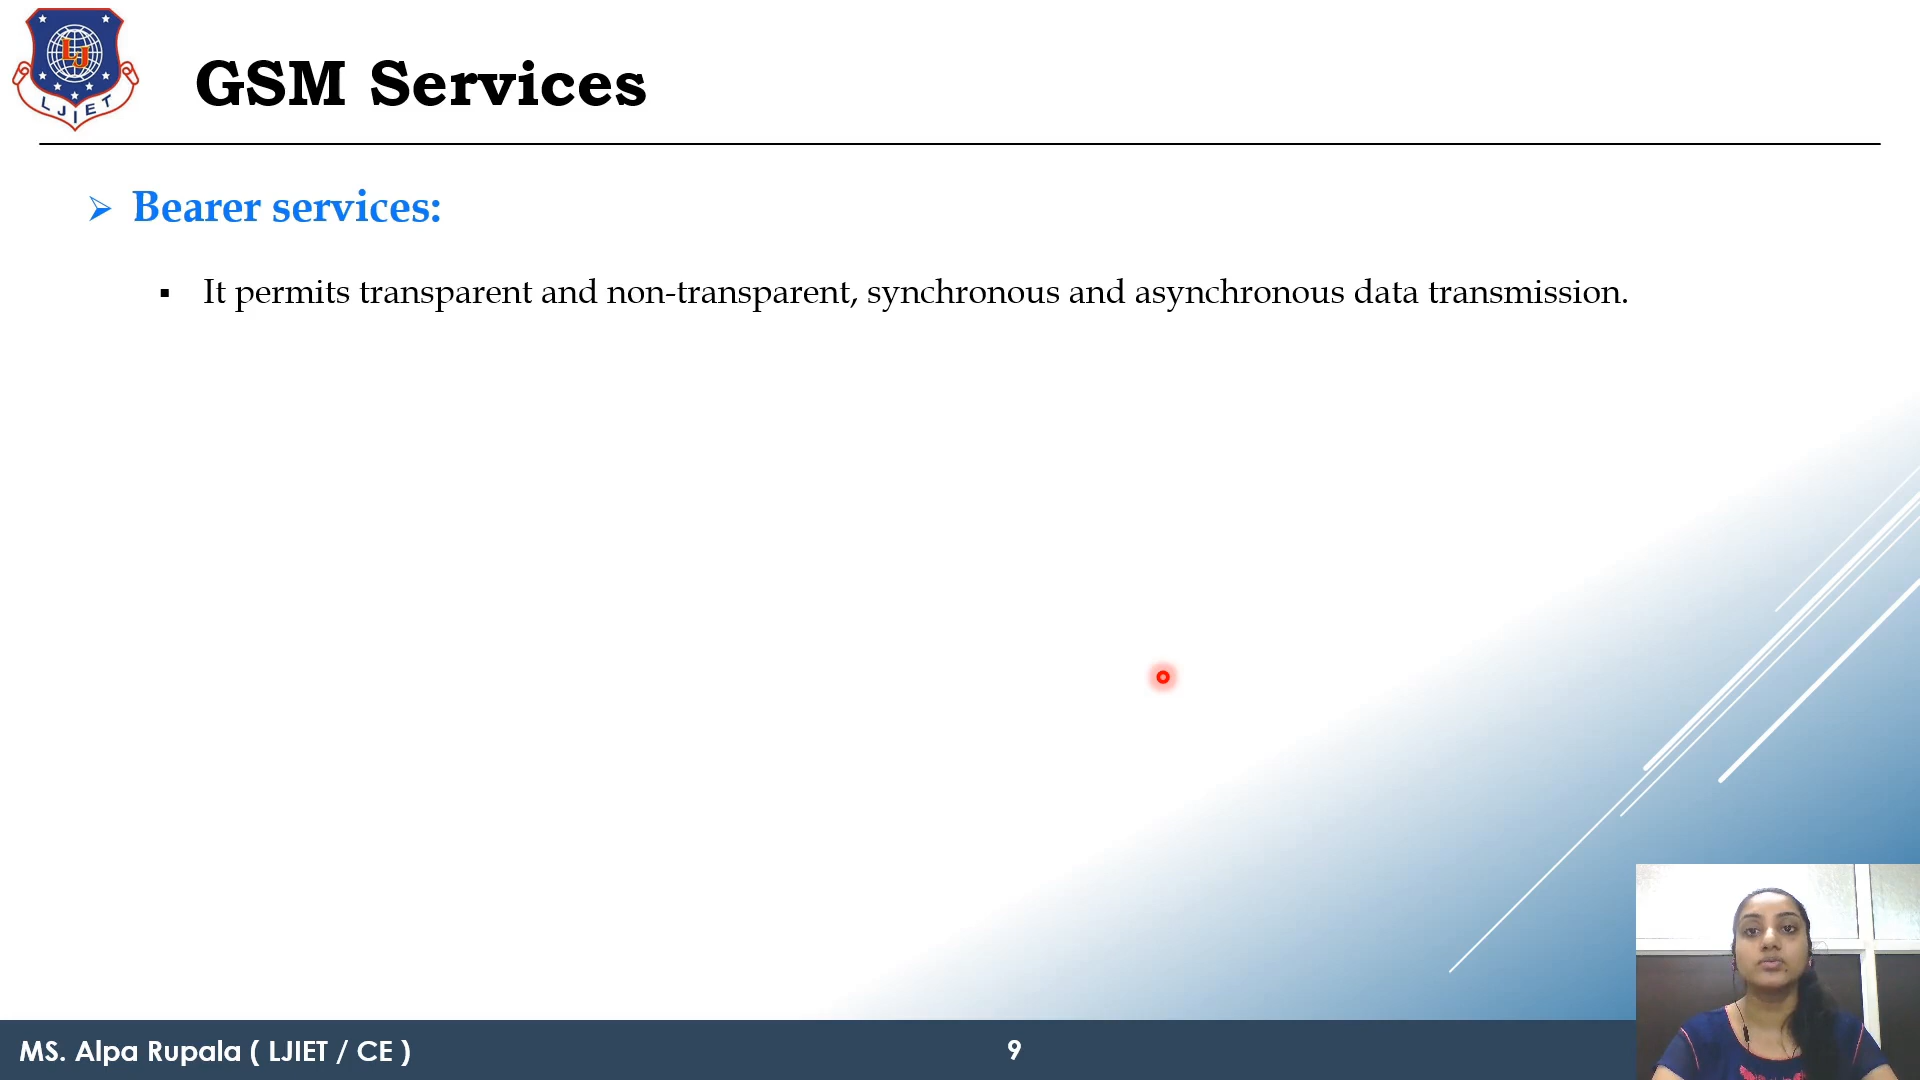 LJ
LJIET
GSM Services
Bearer services:
It permits transparent and non-transparent, synchronous and asynchronous data transmission.
MS. Alpa Rupala ( LJIET / CE )
9